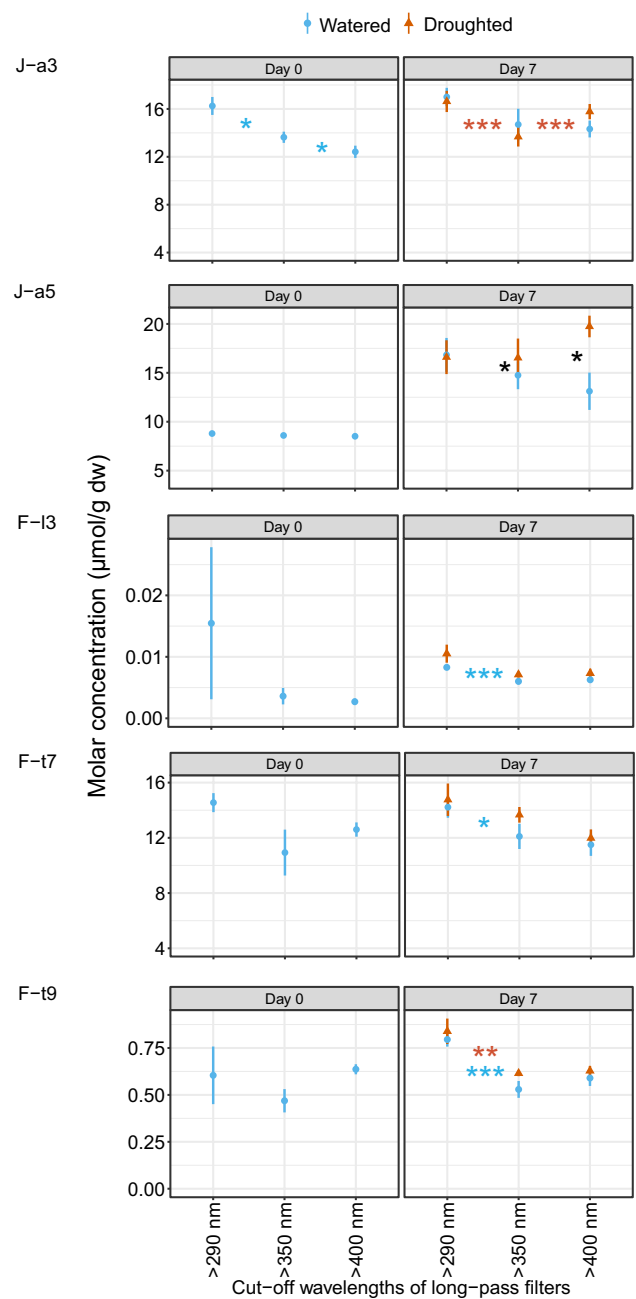 Watered Droughted
J−a3
Day 0 Day 7
16
12
8
4
* * *** ***
J−a5
Day 0 Day 7
20
15
10
5
* *
F−l3
Day 0 Day 7
0.02
0.01
0.00
***
F−t7
Day 0 Day 7
16
12
8
4
*
F−t9
Day 0 Day 7
0.75
0.50
0.25
0.00
**
***
Molar concentration (µmol/g dw)
>290 nm >350 nm >400 nm >290 nm >350 nm >400 nm
Cut−off wavelengths of long−pass filters